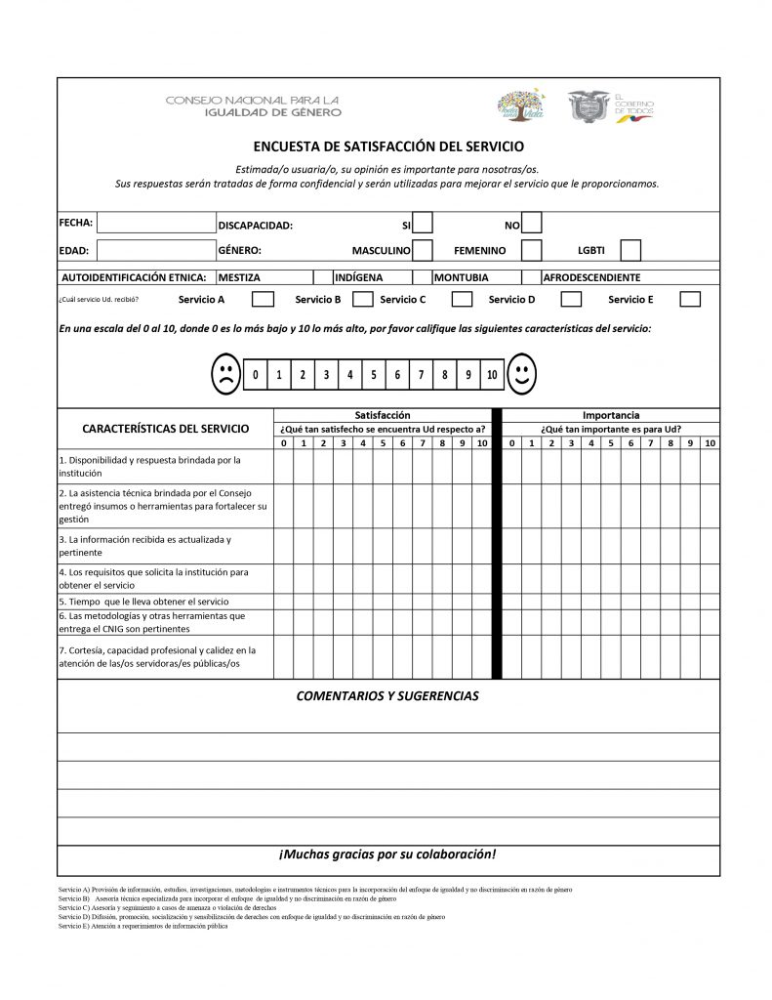 CONSEJO NACIONAL PARA LA
IGUALDAD DE GÉNERO
Toda una Vida
EL GOBIERNO DE TODOS
ENCUESTA DE SATISFACCIÓN DEL SERVICIO
Estimada/o usuaria/o, su opinión es importante para nosotras/os.
Sus respuestas serán tratadas de forma confidencial y serán utilizadas para mejorar el servicio que le proporcionamos.
FECHA: DISCAPACIDAD: SI NO
EDAD: GÉNERO: MASCULINO FEMENINO LGBTI
AUTOIDENTIFICACIÓN ETNICA: MESTIZA INDÍGENA MONTUBIA AFRODESCENDIENTE
¿Cuál servicio Ud. recibió? Servicio A Servicio B Servicio C Servicio D Servicio E
En una escala del 0 al 10, donde 0 es lo más bajo y 10 lo más alto, por favor califique las siguientes características del servicio:
0 1 2 3 4 5 6 7 8 9 10
CARACTERÍSTICAS DEL SERVICIO
Satisfacción Importancia
¿Qué tan satisfecho se encuentra Ud respecto a? ¿Qué tan importante es para Ud?
0 1 2 3 4 5 6 7 8 9 10 0 1 2 3 4 5 6 7 8 9 10
1. Disponibilidad y respuesta brindada por la
institución
2. La asistencia técnica brindada por el Consejo
entregó insumos o herramientas para fortalecer su
gestión
3. La información recibida es actualizada y
pertinente
4. Los requisitos que solicita la institución para
obtener el servicio
5. Tiempo que le lleva obtener el servicio
6. Las metodologías y otras herramientas que
entrega el CNIG son pertinentes
7. Cortesía, capacidad profesional y calidez en la
atención de las/os servidoras/es públicas/os
COMENTARIOS Y SUGERENCIAS
¡Muchas gracias por su colaboración!
Servicio A) Provisión de información, estudios, investigaciones, metodologías e instrumentos técnicos para la incorporación del enfoque de igualdad y no discriminación en razón de género
Servicio B) Asesoría técnica especializada para incorporar el enfoque de igualdad y no discriminación en razón de género
Servicio C) Asesoría y seguimiento a casos de amenaza o violación de derechos
Servicio D) Difusión, promoción, socialización y sensibilización de derechos con enfoque de igualdad y no discriminación en razón de género
Servicio E) Atención a requerimientos de información pública